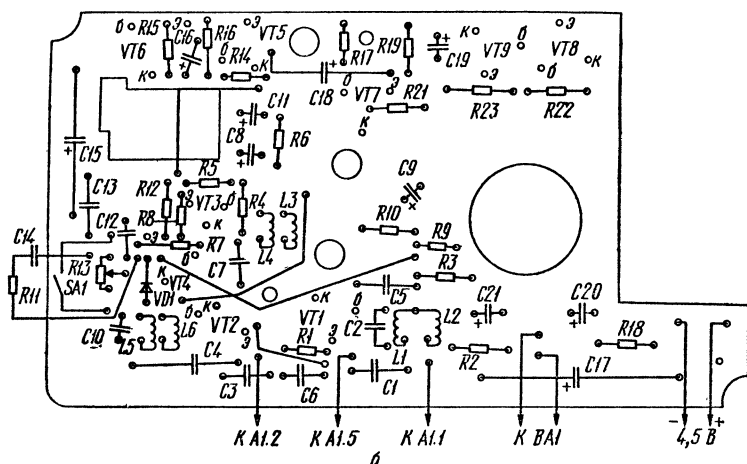 б R15 э C16 R16 VT5 R17 R19 C19 к э
VT6 б R14 б VT9 VT8
к к C18 б э э б к
VT7 R21 R23 R22
C15 C11 C8 R6 к
C9
C13 R5 R12 э R4 L3
R8 VT3 б R10 R9
C12 к L4
C14 э R7 б C7 R3
R13 к
R11 SA1 VT4 C5
VD1 б к к б C21 C20
C10 L5 L6 VT2 VT1 C2 L2
э R1 э L1 R2 R18
C4 C3 C6 C1 C17
К А1.2 К А1.5 К А1.1 К ВА1 - 4,5 В +
б